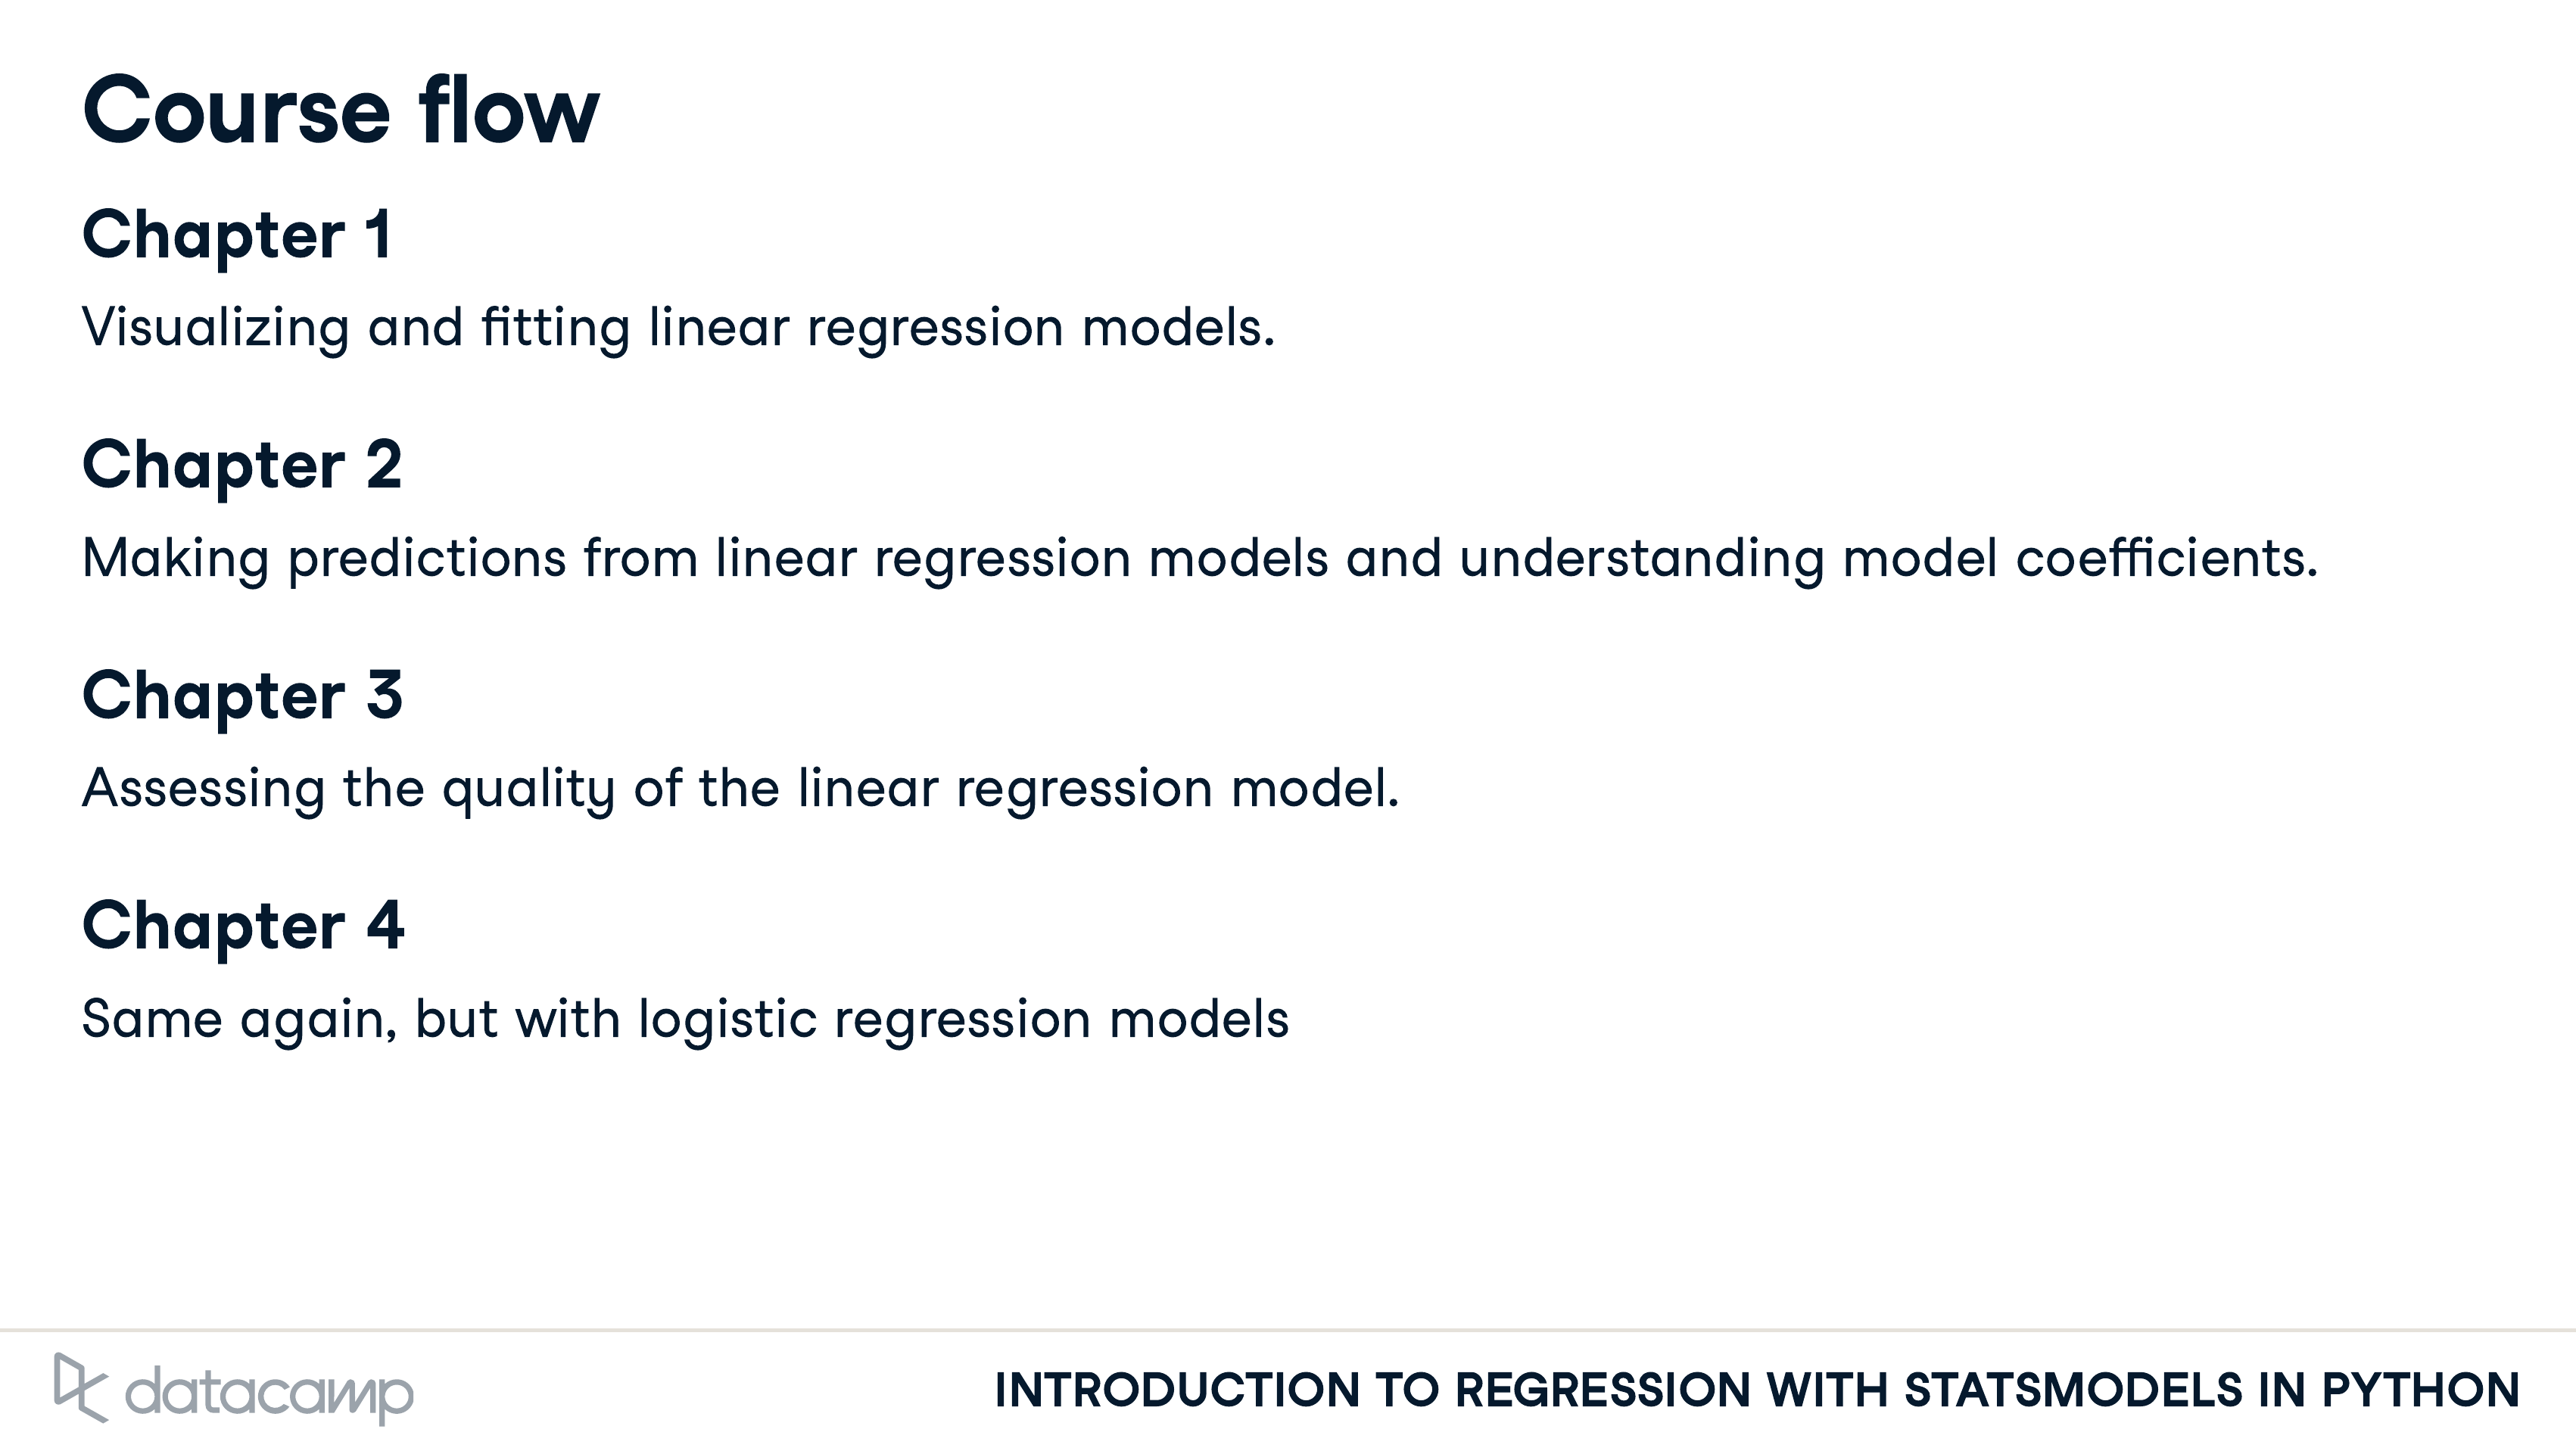 Course flow
Chapter 1
Visualizing and fitting linear regression models.
Chapter 2
Making predictions from linear regression models and understanding model coefficients.
Chapter 3
Assessing the quality of the linear regression model.
Chapter 4
Same again, but with logistic regression models
datacamp
INTRODUCTION TO REGRESSION WITH STATSMODELS IN PYTHON